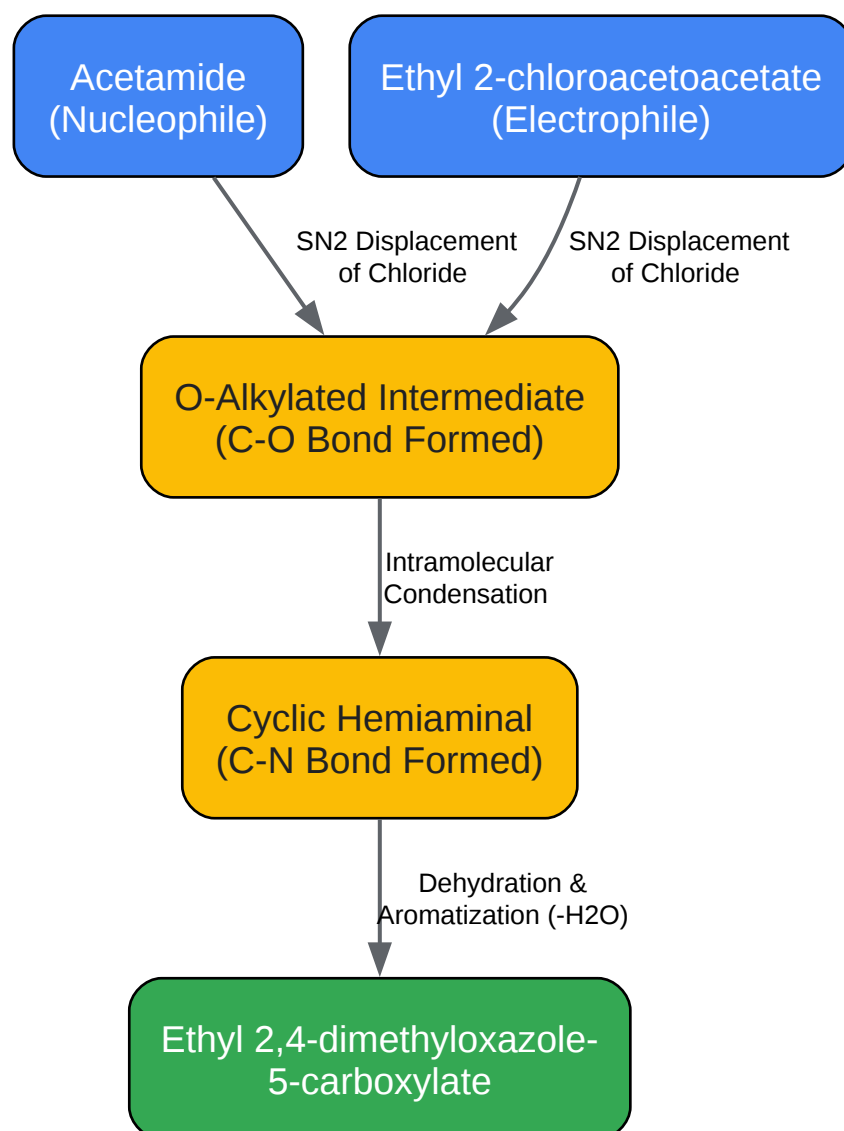 Acetamide
(Nucleophile)
Ethyl 2-chloroacetoacetate
(Electrophile)
SN2 Displacement
of Chloride
SN2 Displacement
of Chloride
O-Alkylated Intermediate
(C-O Bond Formed)
Intramolecular
Condensation
Cyclic Hemiaminal
(C-N Bond Formed)
Dehydration &
Aromatization (-H2O)
Ethyl 2,4-dimethyloxazole-
5-carboxylate